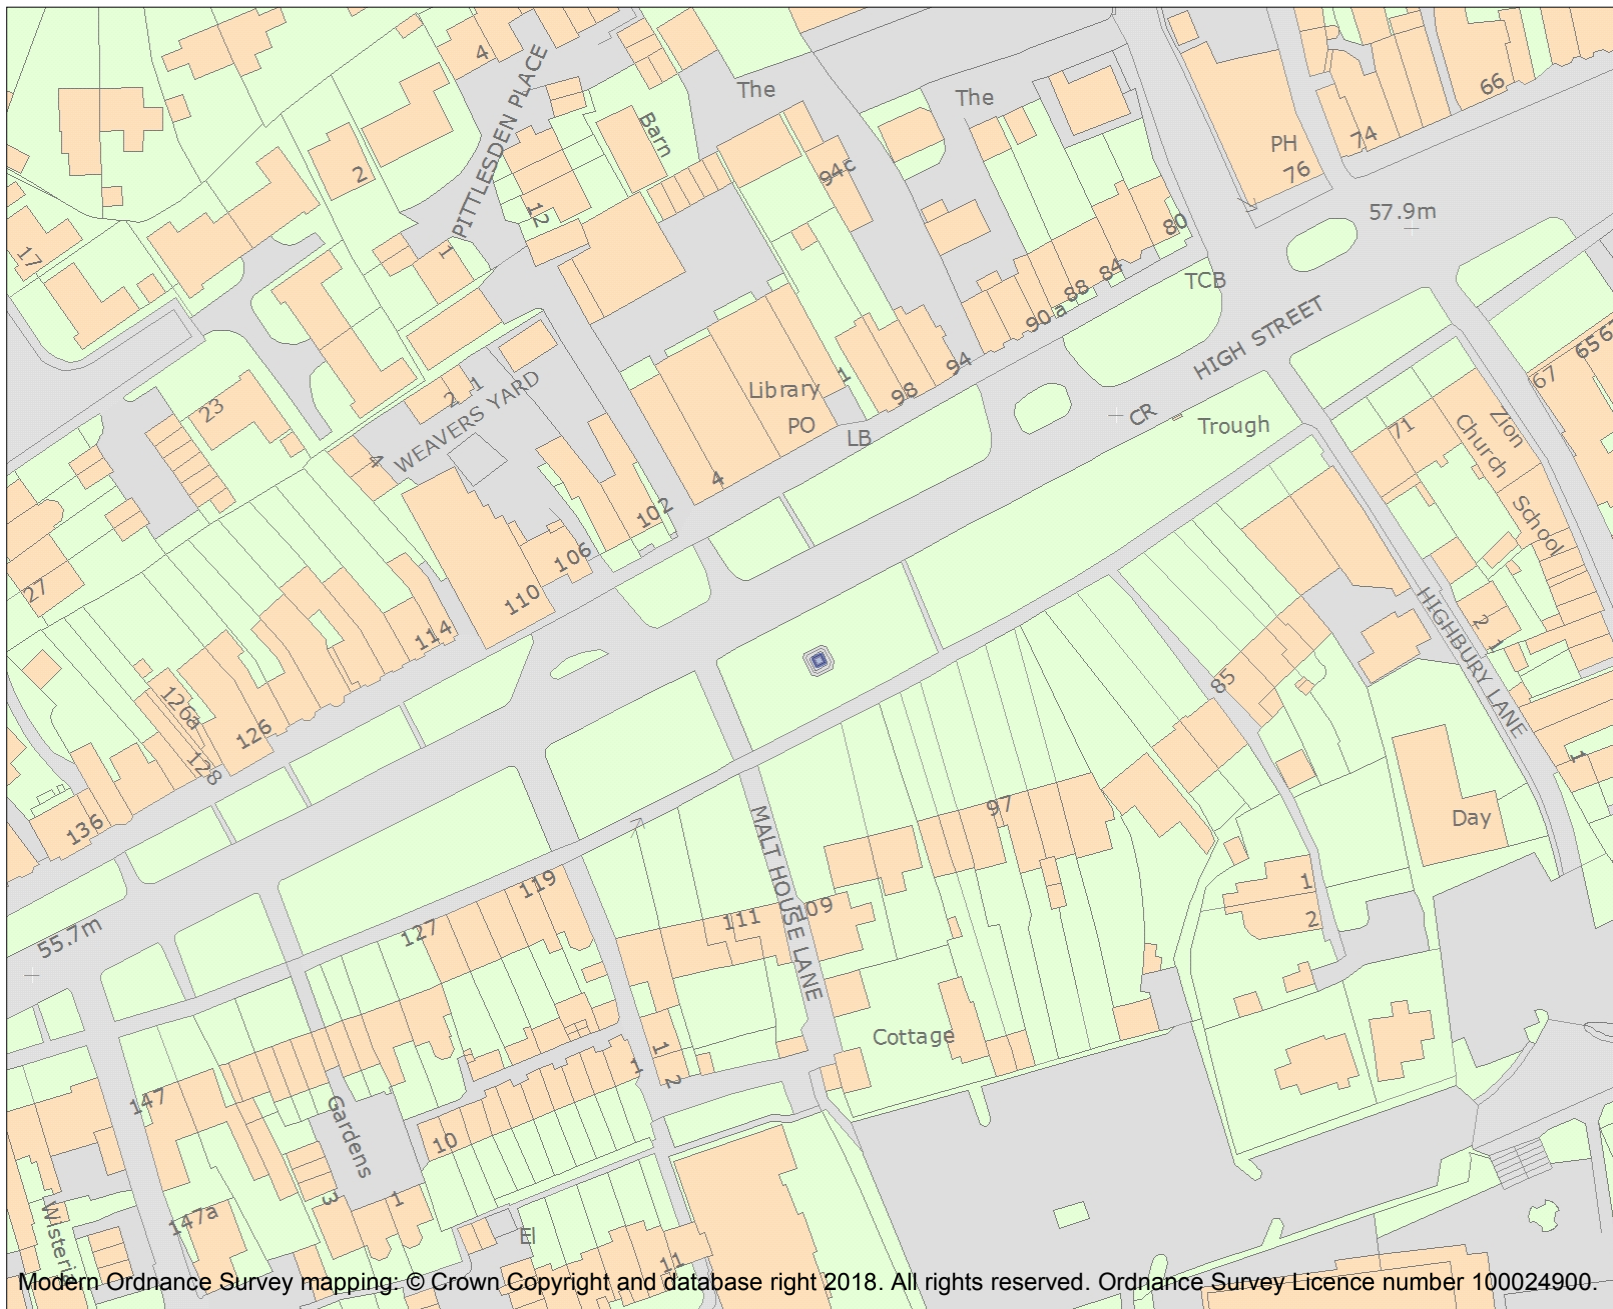 4
PITTLESDEN PLACE
The
The
Barn
66
74
PH
76
94c
2
12
1
80
57.9m
17
TCB
84
88
90 a
HIGH STREET
94
98
1
Library
PO
LB
CR
Trough
65
67
71
Zion
Church
School
23
2 1
WEAVERS YARD
4
4
102
106
110
114
27
126a
126
128
136
HIGHBURY LANE
2
1
85
1
97
Day
MALT HOUSE LANE
119
127
111
109
1
2
55.7m
Cottage
1
2
1
147
Gardens
10
3
1
147a
Wisteria
El
11
Modern Ordnance Survey mapping: © Crown Copyright and database right 2018. All rights reserved. Ordnance Survey Licence number 100024900.